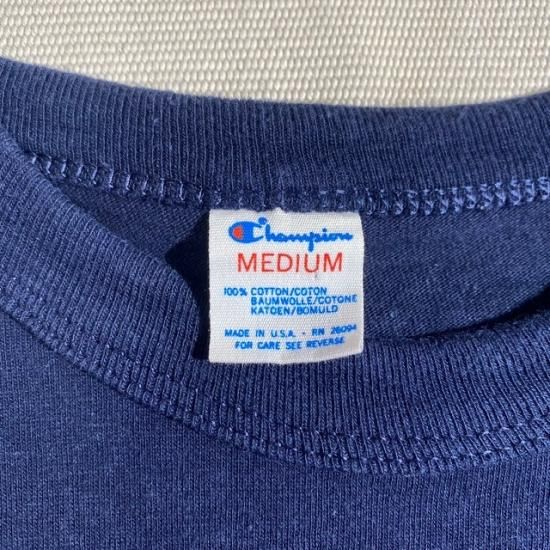 Champion
MEDIUM
100% COTTON/COTON
BAUMWOLLE/COTONE
KATOEN/BOMULD
MADE IN U.S.A. - RN 26094
FOR CARE SEE REVERSE